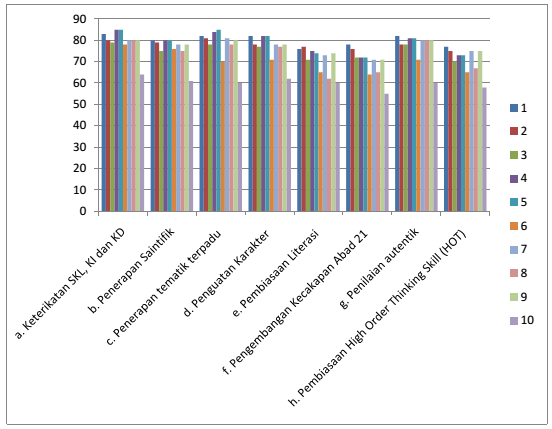 90
80
70
60
50
40
30
20
10
0
a. Keterikatan SKL, KI dan KD
b. Penerapan Saintifik
c. Penerapan tematik terpadu
d. Penguatan Karakter
e. Pembiasaan Literasi
f. Pengembangan Kecakapan Abad 21
g. Penilaian autentik
h. Pembiasaan High Order Thinking Skill (HOT)
1
2
3
4
5
6
7
8
9
10